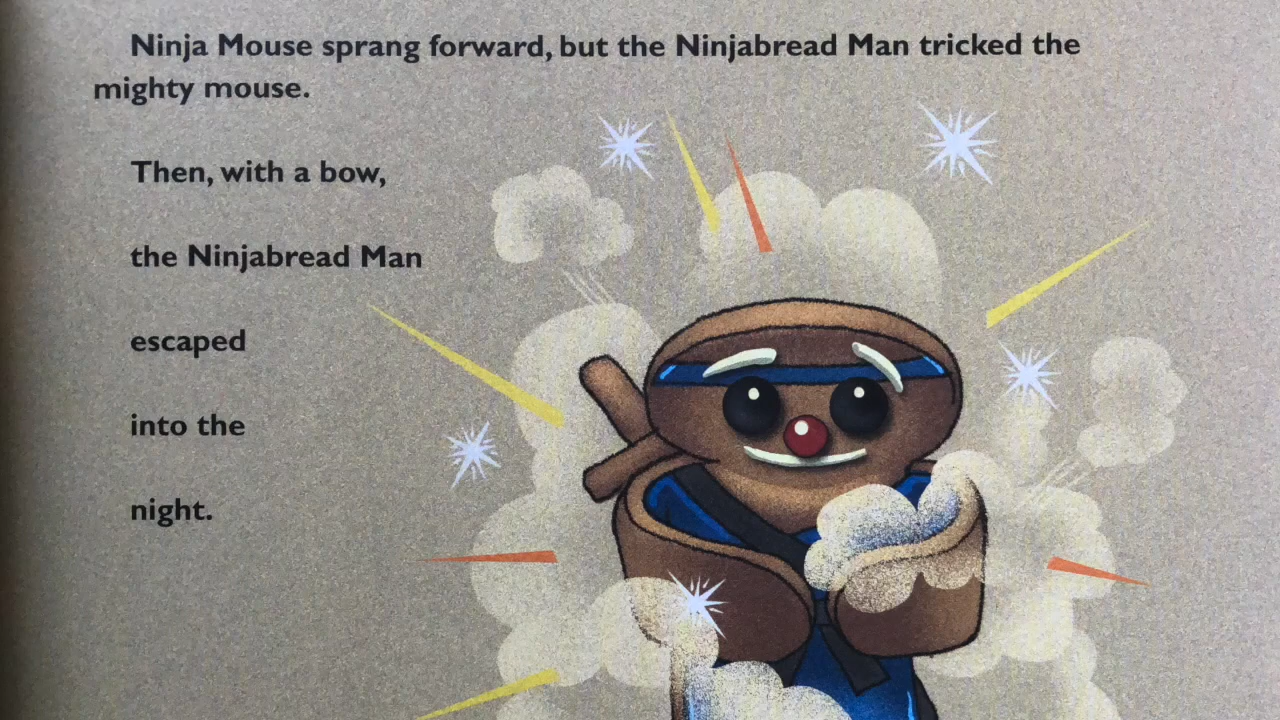 Ninja Mouse sprang forward, but the Ninjabread Man tricked the
mighty mouse.
Then, with a bow,
the Ninjabread Man
escaped
into the
night.